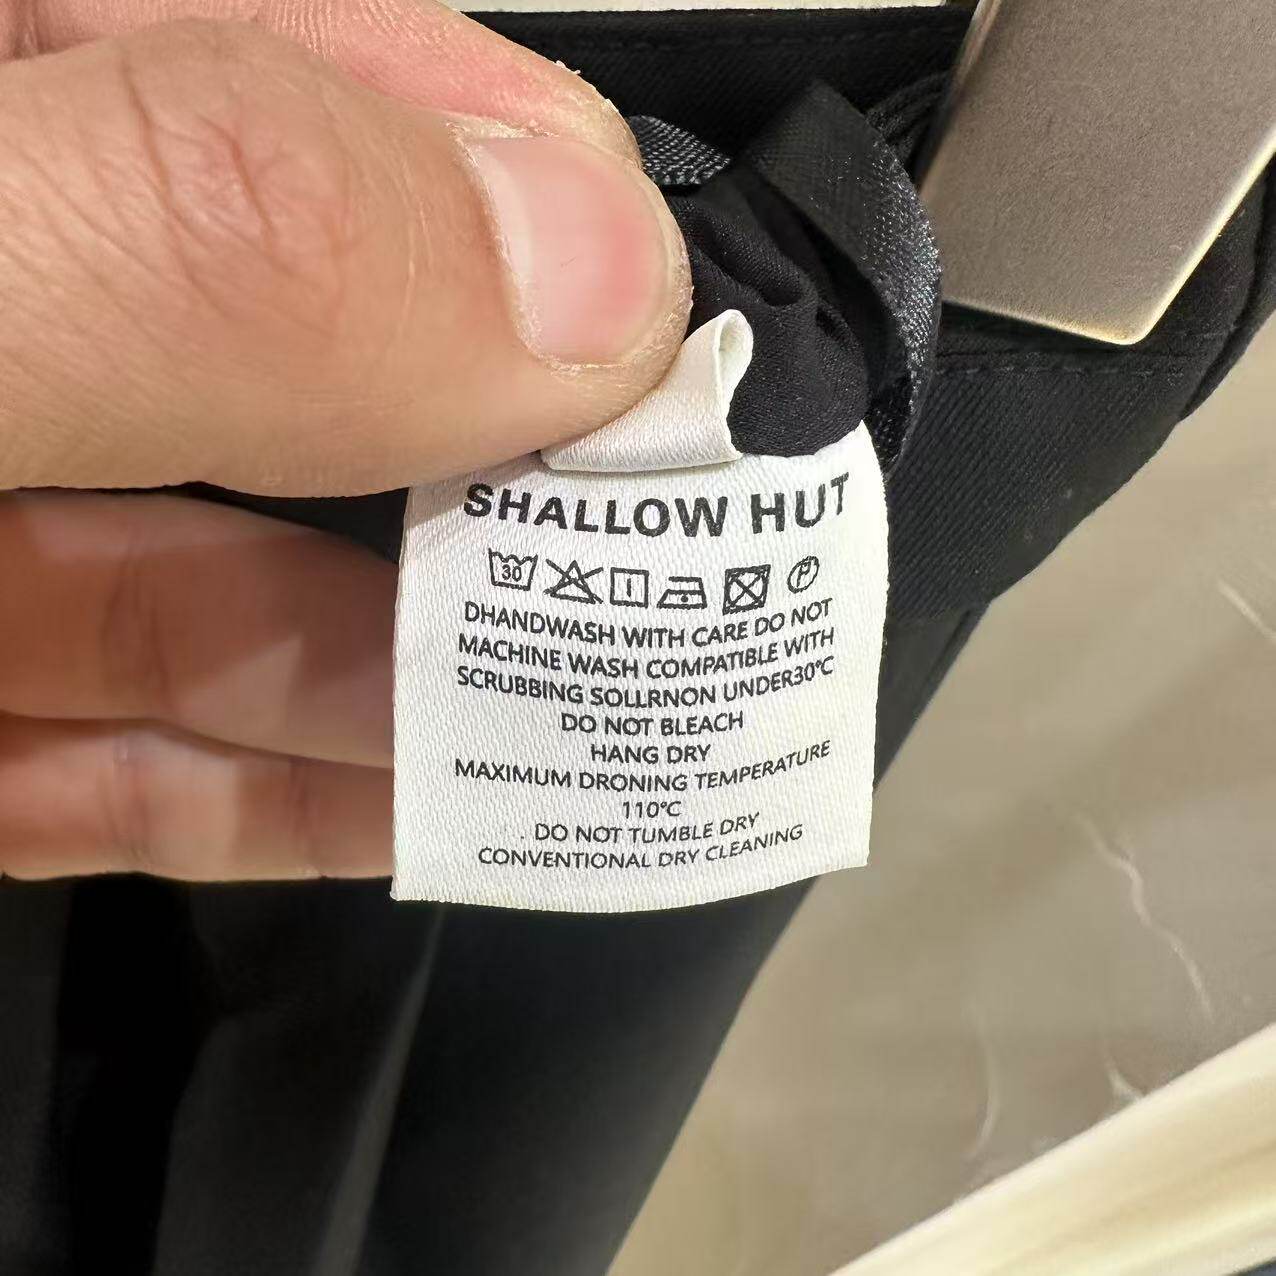 SHALLOW HUT
30
DHANDWASH WITH CARE DO NOT
MACHINE WASH COMPATIBLE WITH
SCRUBBING SOLLRNON UNDER30℃
DO NOT BLEACH
HANG DRY
MAXIMUM DRONING TEMPERATURE
110℃
. DO NOT TUMBLE DRY
CONVENTIONAL DRY CLEANING